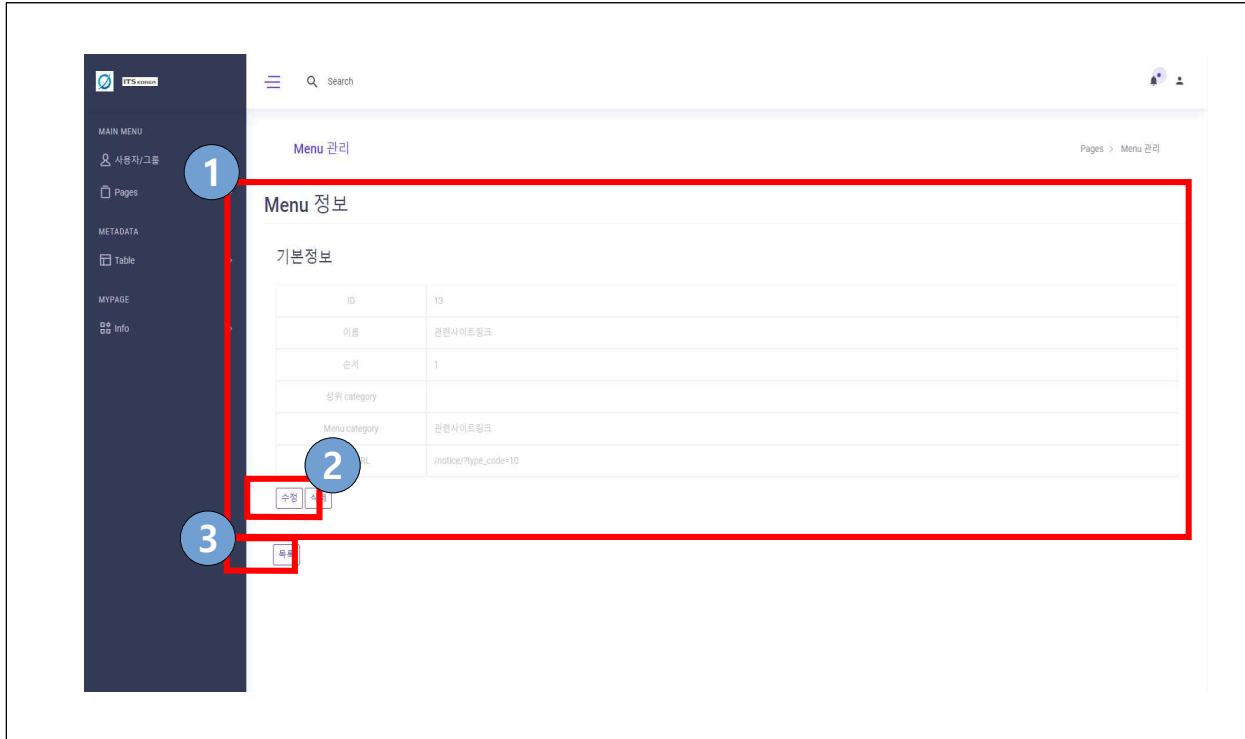 ITS KOREA
Search
MAIN MENU
사용자/그룹
Pages
METADATA
Table
MYPAGE
Info
Menu 관리
Pages > Menu 관리
1
Menu 정보
기본정보
ID 13
이름 관련사이트링크
순서 1
상위 category
Menu category 관련사이트링크
/notice/?type_code=10
2
수정
3